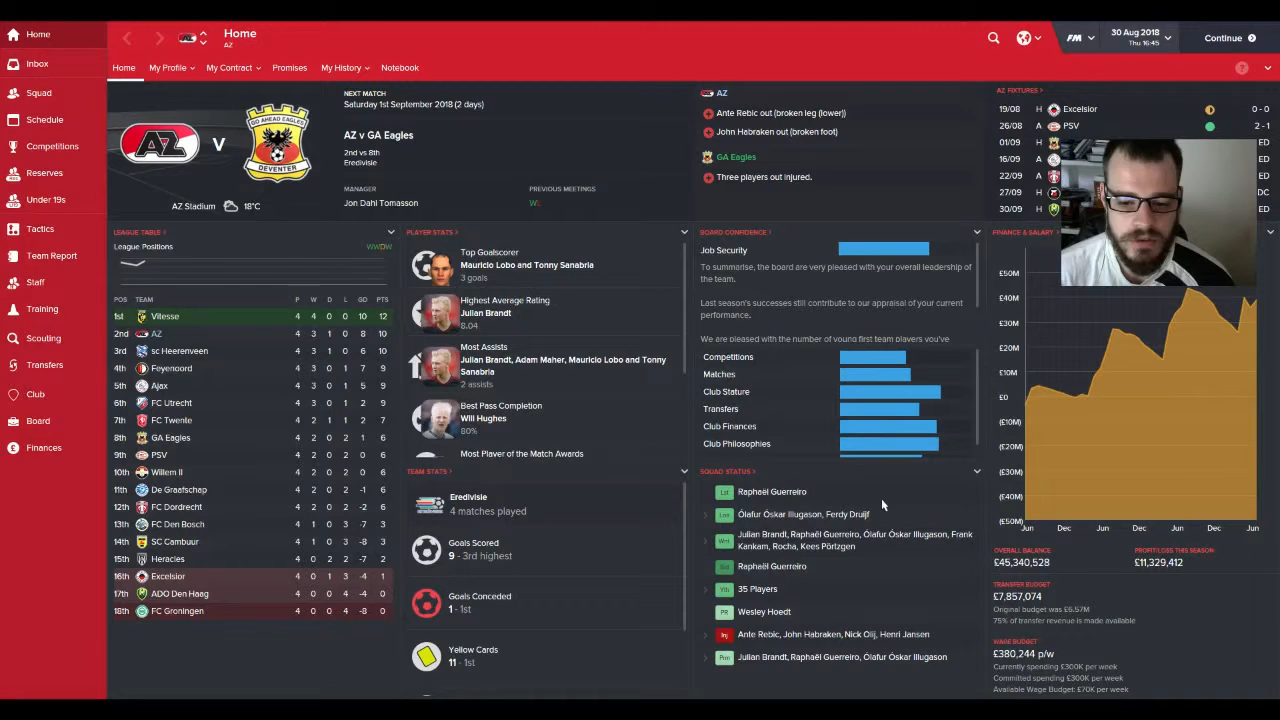 Home
Inbox
Squad
Schedule
Competitions
Reserves
Under 19s
Tactics
Team Report
Staff
Training
Scouting
Transfers
Club
Board
Finances
Home
AZ
FM
30 Aug 2018
Thu 16:45
Continue
Home
My Profile
My Contract
Promises
My History
Notebook
AZ
V
GO AHEAD EAGLES
DEVENTER
AZ Stadium
18°C
NEXT MATCH
Saturday 1st September 2018 (2 days)
AZ v GA Eagles
2nd vs 8th
Eredivisie
MANAGER
Jon Dahl Tomasson
PREVIOUS MEETINGS
WL
AZ
Ante Rebic out (broken leg (lower))
John Habraken out (broken foot)
GA Eagles
Three players out injured.
AZ FIXTURES >
19/08 H Excelsior 0 - 0
26/08 A PSV 2 - 1
01/09 H ED
16/09 A ED
22/09 A ED
27/09 H DC
30/09 H ED
LEAGUE TABLE >
League Positions
WWDW
POS TEAM P W D L GD PTS
1st Vitesse 4 4 0 0 10 12
2nd AZ 4 3 1 0 8 10
3rd sc Heerenveen 4 3 1 0 6 10
4th Feyenoord 4 3 0 1 7 9
5th Ajax 4 3 0 1 5 9
6th FC Utrecht 4 3 0 1 2 9
7th FC Twente 4 2 1 1 2 7
8th GA Eagles 4 2 0 2 1 6
9th PSV 4 2 0 2 0 6
10th Willem II 4 2 0 2 0 6
11th De Graafschap 4 2 0 2 -1 6
12th FC Dordrecht 4 2 0 2 -2 6
13th FC Den Bosch 4 1 0 3 -7 3
14th SC Cambuur 4 1 0 3 -8 3
15th Heracles 4 0 2 2 -7 2
16th Excelsior 4 0 1 3 -4 1
17th ADO Den Haag 4 0 0 4 -4 0
18th FC Groningen 4 0 0 4 -8 0
PLAYER STATS >
Top Goalscorer
Mauricio Lobo and Tonny Sanabria
3 goals
Highest Average Rating
Julian Brandt
8.04
Most Assists
Julian Brandt, Adam Maher, Mauricio Lobo and Tonny
Sanabria
2 assists
Best Pass Completion
Will Hughes
80%
Most Player of the Match Awards
TEAM STATS >
Eredivisie
4 matches played
Goals Scored
9 - 3rd highest
Goals Conceded
1 - 1st
Yellow Cards
11 - 1st
BOARD CONFIDENCE >
Job Security
To summarise, the board are very pleased with your overall leadership of
the team.
Last season's successes still contribute to our appraisal of your current
performance.
We are pleased with the number of young first team players you've
Competitions
Matches
Club Stature
Transfers
Club Finances
Club Philosophies
SQUAD STATUS >
Lst Raphaël Guerreiro
Loa Ólafur Óskar Illugason, Ferdy Druijf
Wnt Julian Brandt, Raphaël Guerreiro, Ólafur Óskar Illugason, Frank
Kankam, Rocha, Kees Pörtzgen
Raphaël Guerreiro
Yth 35 Players
PR Wesley Hoedt
Inj Ante Rebic, John Habraken, Nick Olij, Henri Jansen
Julian Brandt, Raphaël Guerreiro, Ólafur Óskar Illugason
FINANCE & SALARY >
£50M
£40M
£30M
£20M
£10M
£0
(£10M)
(£20M)
(£30M)
(£40M)
(£50M)
Jun Dec Jun Dec Jun Dec Jun
OVERALL BALANCE
£45,340,528
PROFIT/LOSS THIS SEASON:
£11,329,412
TRANSFER BUDGET
£7,857,074
Original budget was £6.57M
75% of transfer revenue is made available
WAGE BUDGET
£380,244 p/w
Currently spending £300K per week
Committed spending £300K per week
Available Wage Budget: £70K per week